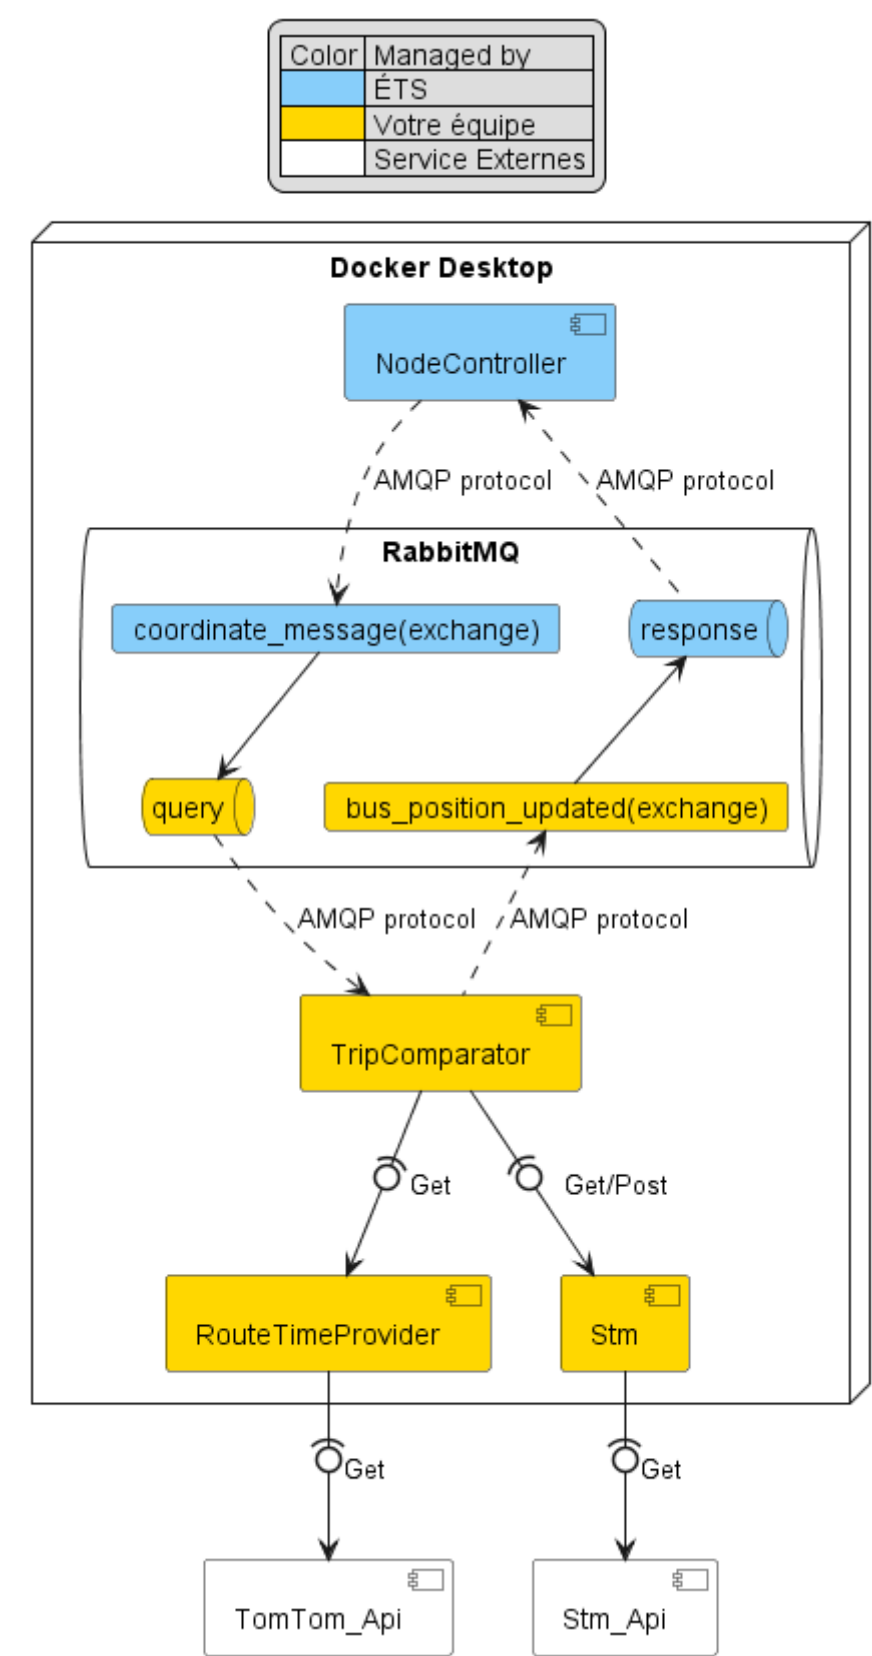 Color Managed by
ÉTS
Votre équipe
Service Externes
Docker Desktop
NodeController
AMQP protocol AMQP protocol
RabbitMQ
coordinate_message(exchange) response
query bus_position_updated(exchange)
AMQP protocol AMQP protocol
TripComparator
Get Get/Post
RouteTimeProvider Stm
Get Get
TomTom_Api Stm_Api